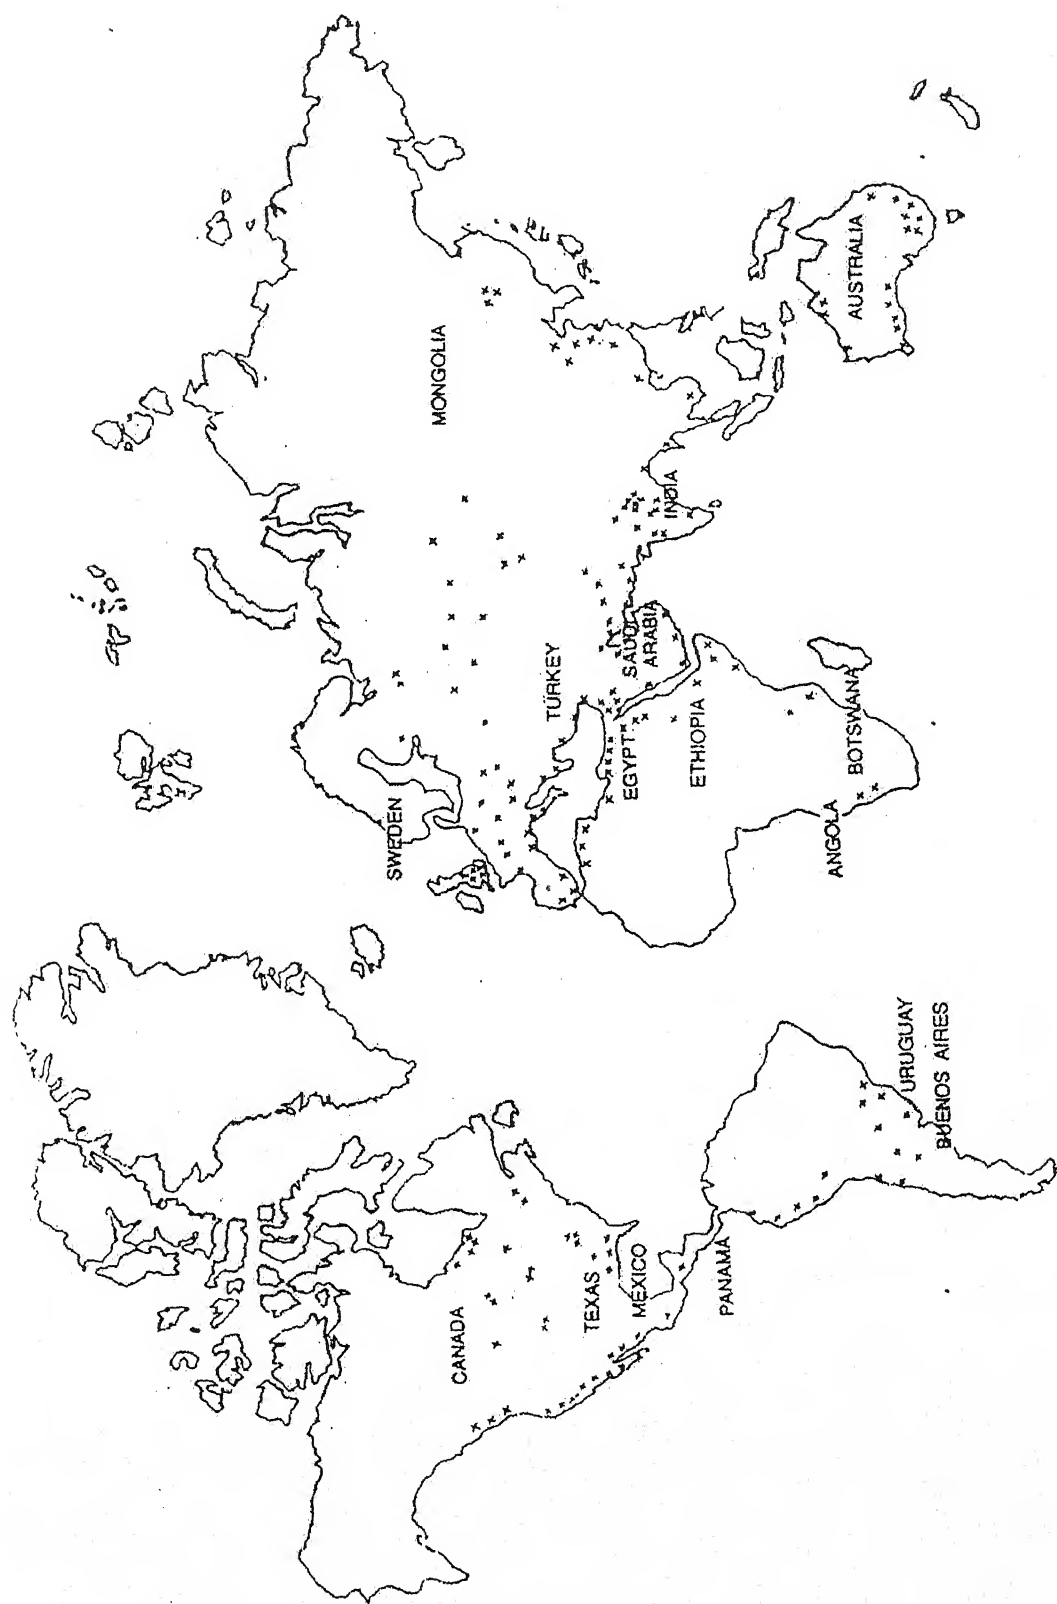 CANADA
TEXAS
MEXICO
PANAMA
URUGUAY
BUENOS AIRES
SWEDEN
TURKEY
EGYPT
SAUDI
ARABIA
ETHIOPIA
ANGOLA
BOTSWANA
MONGOLIA
INDIA
AUSTRALIA